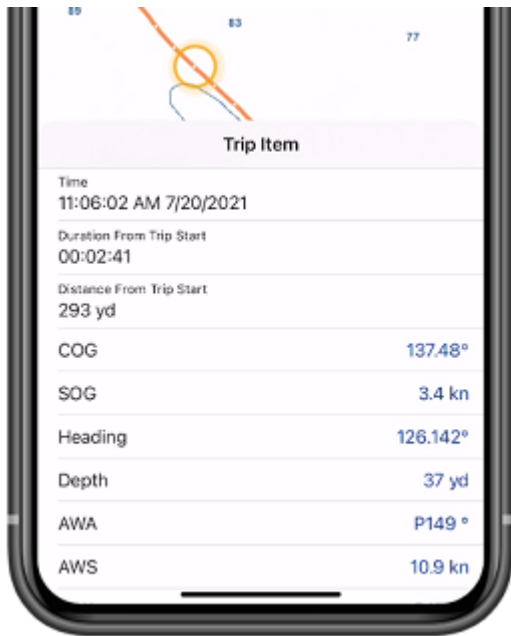 89
83
77
Trip Item
Time
11:06:02 AM 7/20/2021
Duration From Trip Start
00:02:41
Distance From Trip Start
293 yd
COG 137.48°
SOG 3.4 kn
Heading 126.142°
Depth 37 yd
AWA P149 °
AWS 10.9 kn